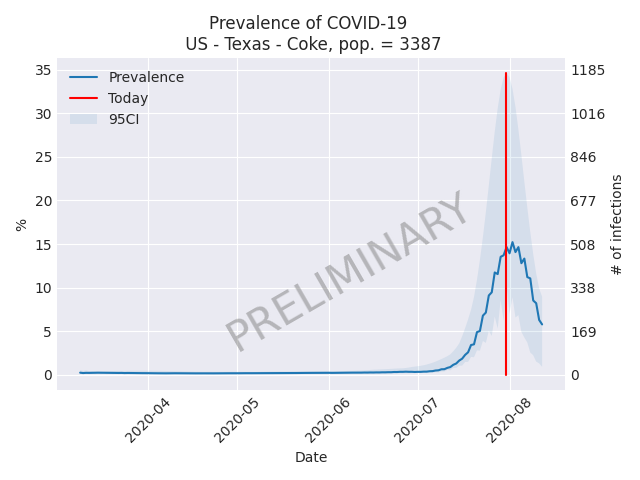 Prevalence of COVID-19
US - Texas - Coke, pop. = 3387
Prevalence
Today
95CI
35
30
25
20
15
10
5
0
%
1185
1016
846
677
508
338
169
0
# of infections
PRELIMINARY
2020-04
2020-05
2020-06
2020-07
2020-08
Date